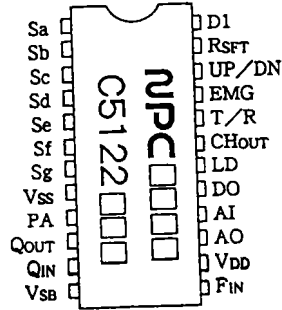 Sa
Sb
Sc
Sd
Se
Sf
Sg
VSS
PA
QOUT
QIN
VSB
NPC
C5122
D1
RSFT
UP/DN
EMG
T/R
CHOUT
LD
DO
AI
AO
VDD
FIN